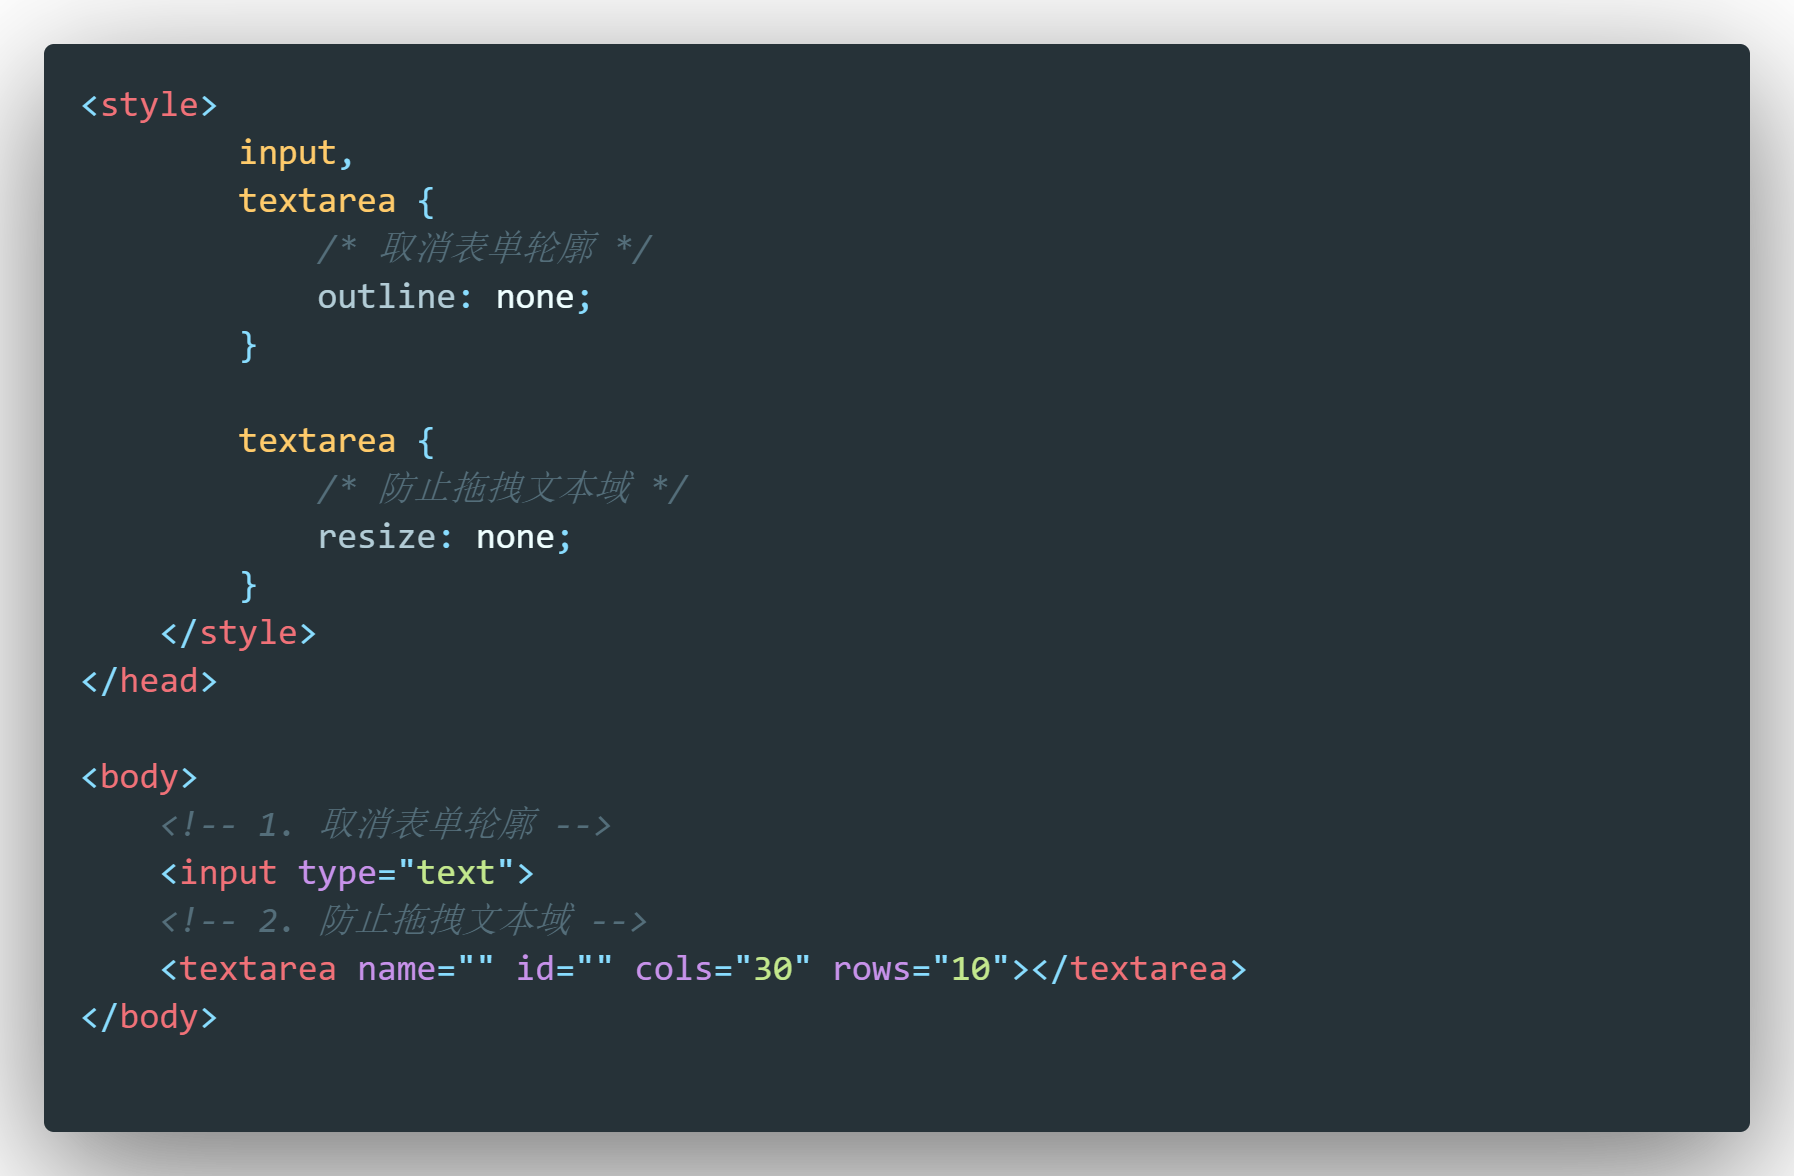 <style>
        input,
        textarea {
            /* 取消表单轮廓 */
            outline: none;
        }

        textarea {
            /* 防止拖拽文本域 */
            resize: none;
        }
    </style>
</head>

<body>
    <!-- 1. 取消表单轮廓 -->
    <input type="text">
    <!-- 2. 防止拖拽文本域 -->
    <textarea name="" id="" cols="30" rows="10"></textarea>
</body>